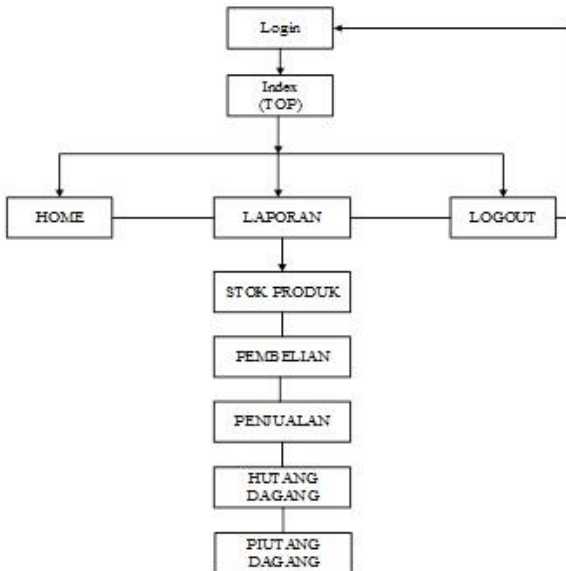 Login
Index
(TOP)
HOME
LAPORAN
LOGOUT
STOK PRODUK
PEMBELIAN
PENJUALAN
HUTANG
DAGANG
PIUTANG
DAGANG